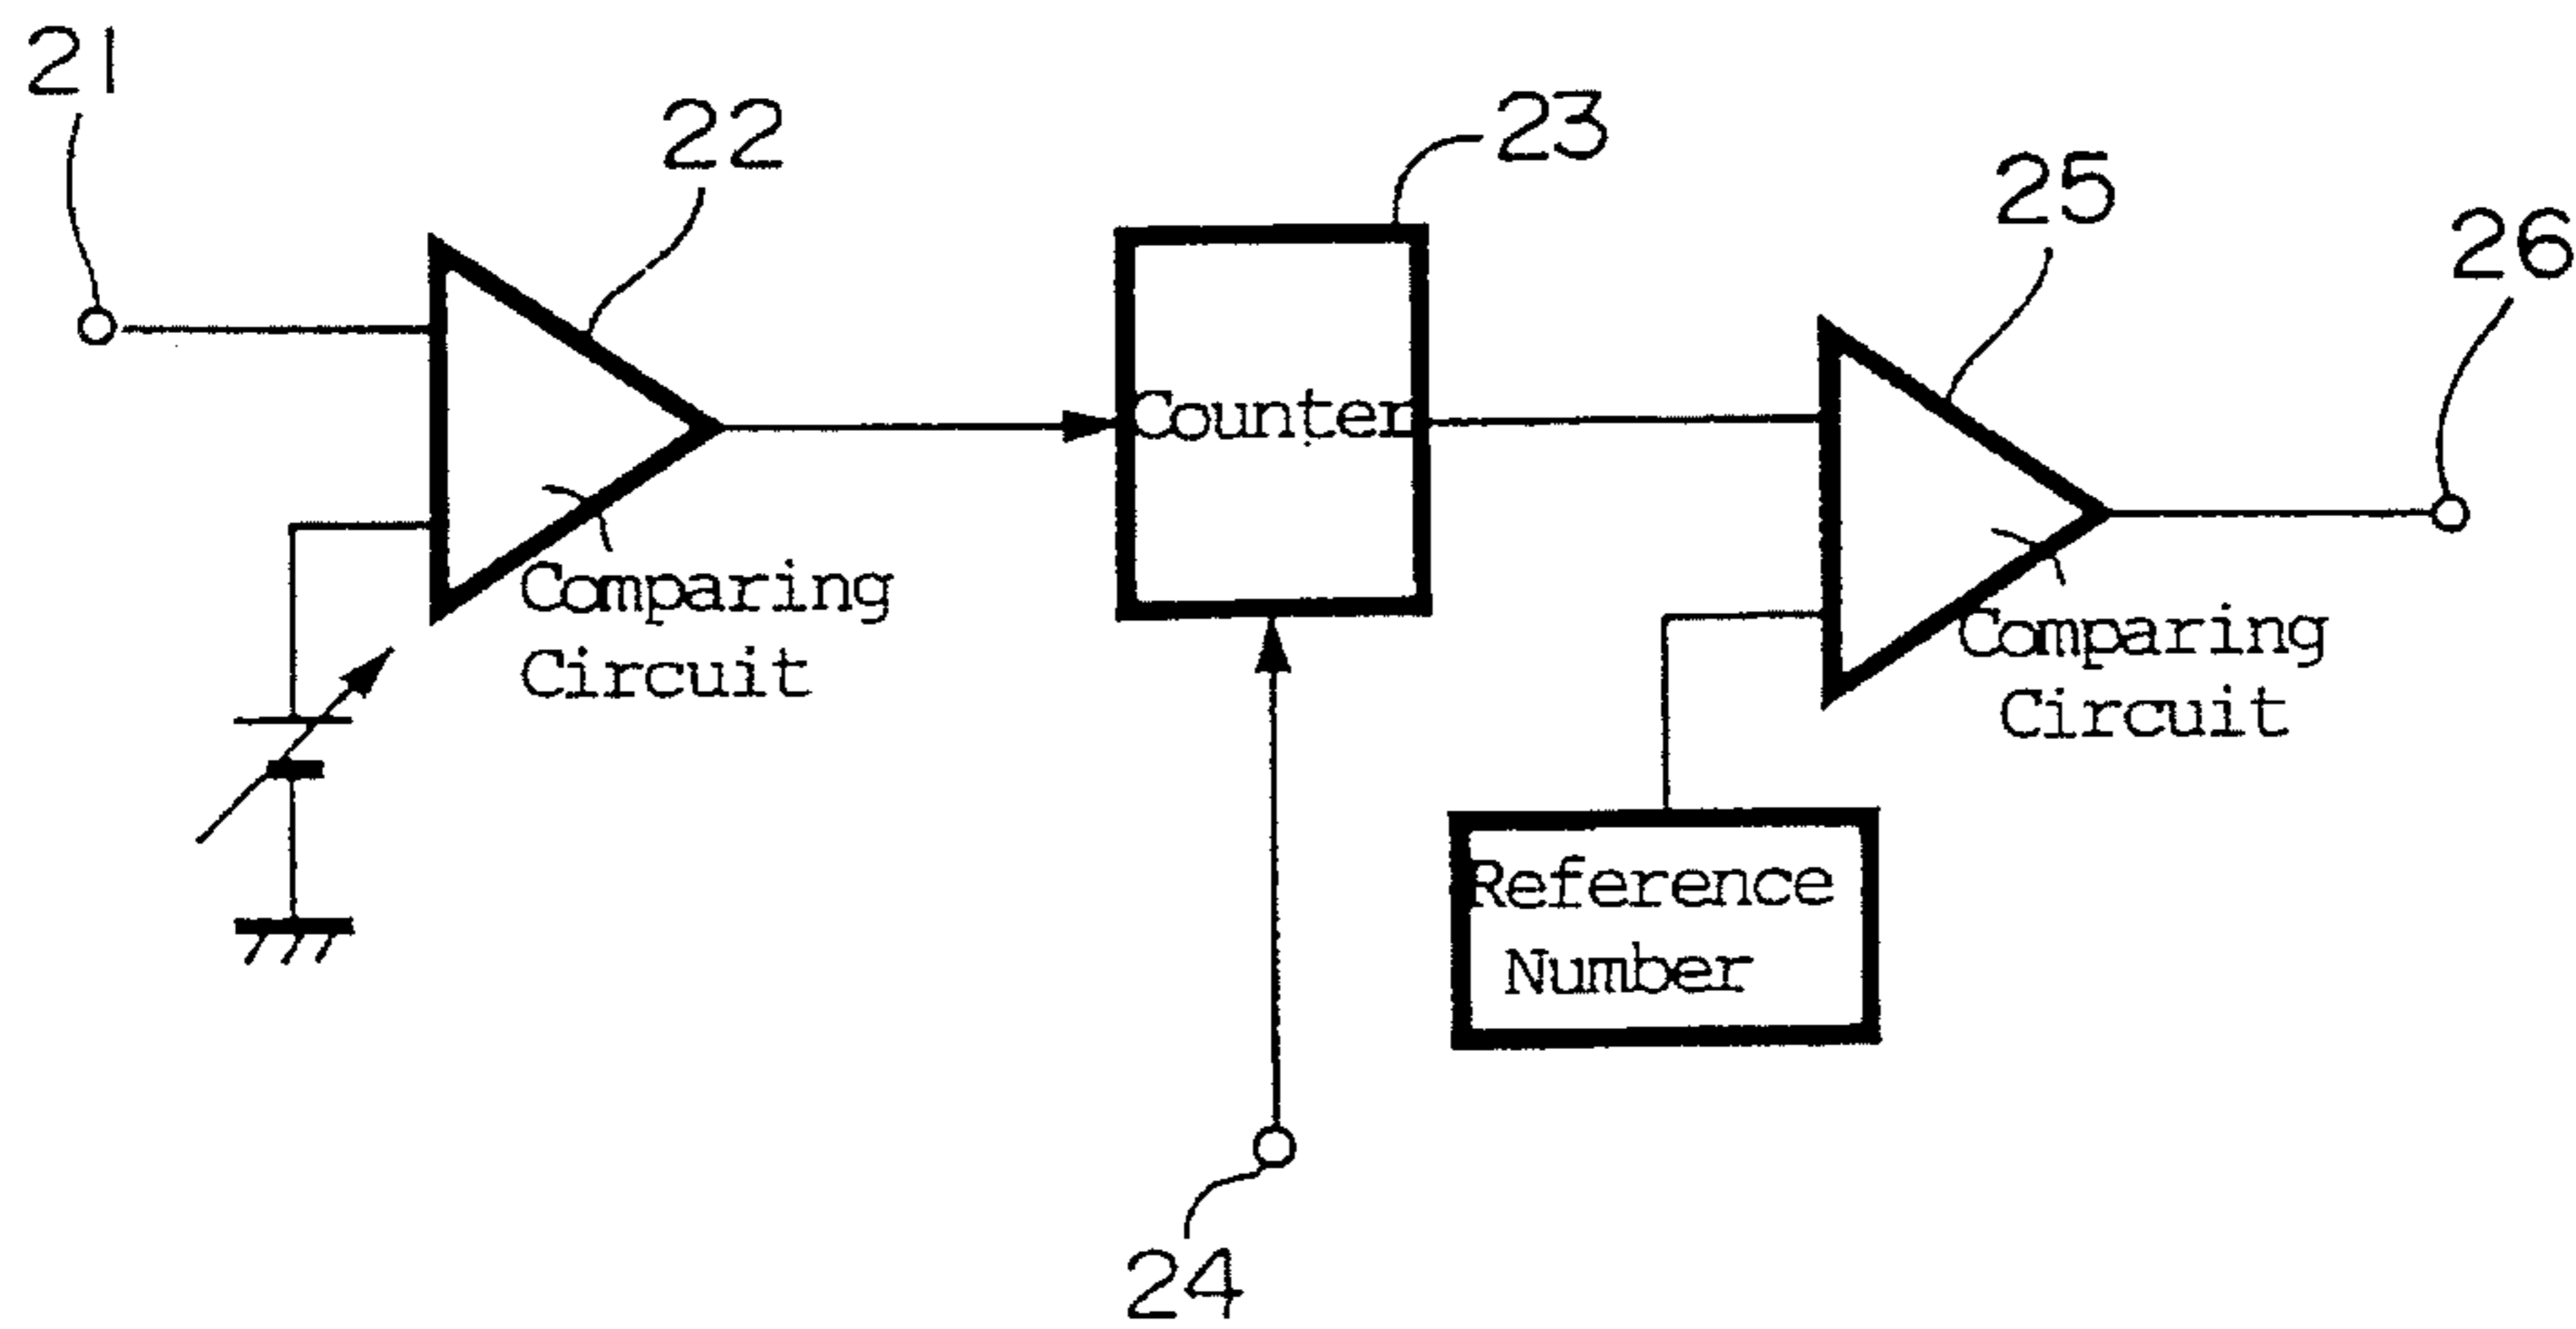 21
22
23
25
26
Counter
Comparing
Circuit
Comparing
Circuit
Reference
Number
24